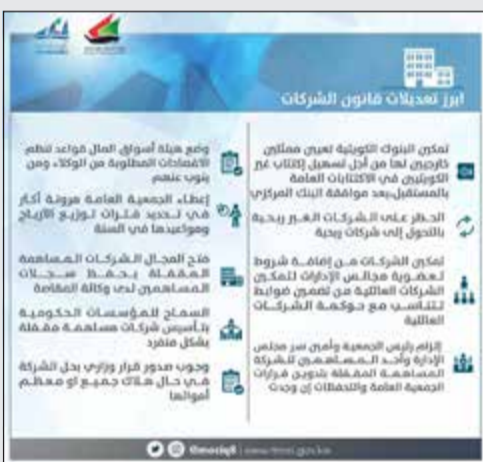 ابرز تعديلات قانون الشركات
تمكين البنوك الكويتية تعيين ممثلين
خارجيين لها من أجل تسهيل إكتتاب غير
الكويتيين في الاكتتابات العامة
بالمستقبل،بعد موافقة البنك المركزي
الحظر على الشركات الغير ربحية
بالتحول إلى شركات ربحية
تمكين الشركات من إضافة شروط
لعضوية مجالس الإدارات لتمكين
الشركات العائلية من تضمين ضوابط
تتناسب مع حوكمة الشركات
العائلية
إلزام رئيس الجمعية وأمين سر مجلس
الإدارة وأحد المساهمين للشركة
المساهمة المقفلة بتدوين قرارات
الجمعية العامة والتحفظات إن وجدت
وضع هيئة أسواق المال قواعد تنظم
الافصاحات المطلوبة من الوكلاء ومن
ينوب عنهم
إعطاء الجمعية العامة مرونة أكثر
في تحديد فترات توزيع الأرباح
ومواعيدها في السنة
فتح المجال للشركات المساهمة
المقفلة بحفظ سجلات
المساهمين لدى وكالة المقاصة
السماح للمؤسسات الحكومية
بتأسيس شركات مساهمة مقفلة
بشكل منفرد
وجوب صدور قرار وزاري بحل الشركة
في حال هلاك جميع او معظم
أموالها